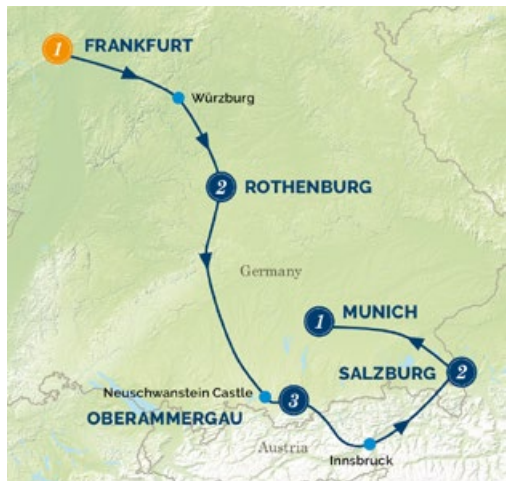 1 FRANKFURT
Würzburg
2 ROTHENBURG
Germany
1 MUNICH
SALZBURG 2
Neuschwanstein Castle
3
OBERAMMERGAU
Austria
Innsbruck